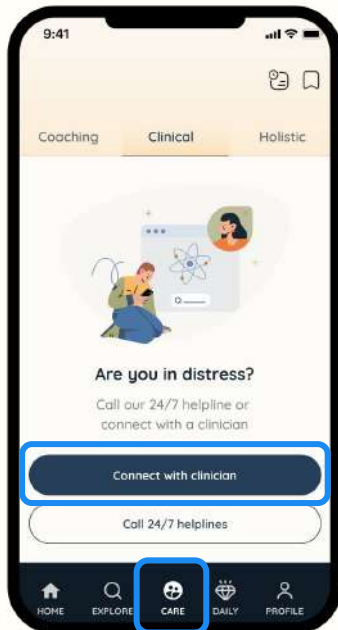 9:41
Coaching Clinical Holistic
Are you in distress?
Call our 24/7 helpline or
connect with a clinician
Connect with clinician
Call 24/7 helplines
HOME EXPLORE CARE DAILY PROFILE